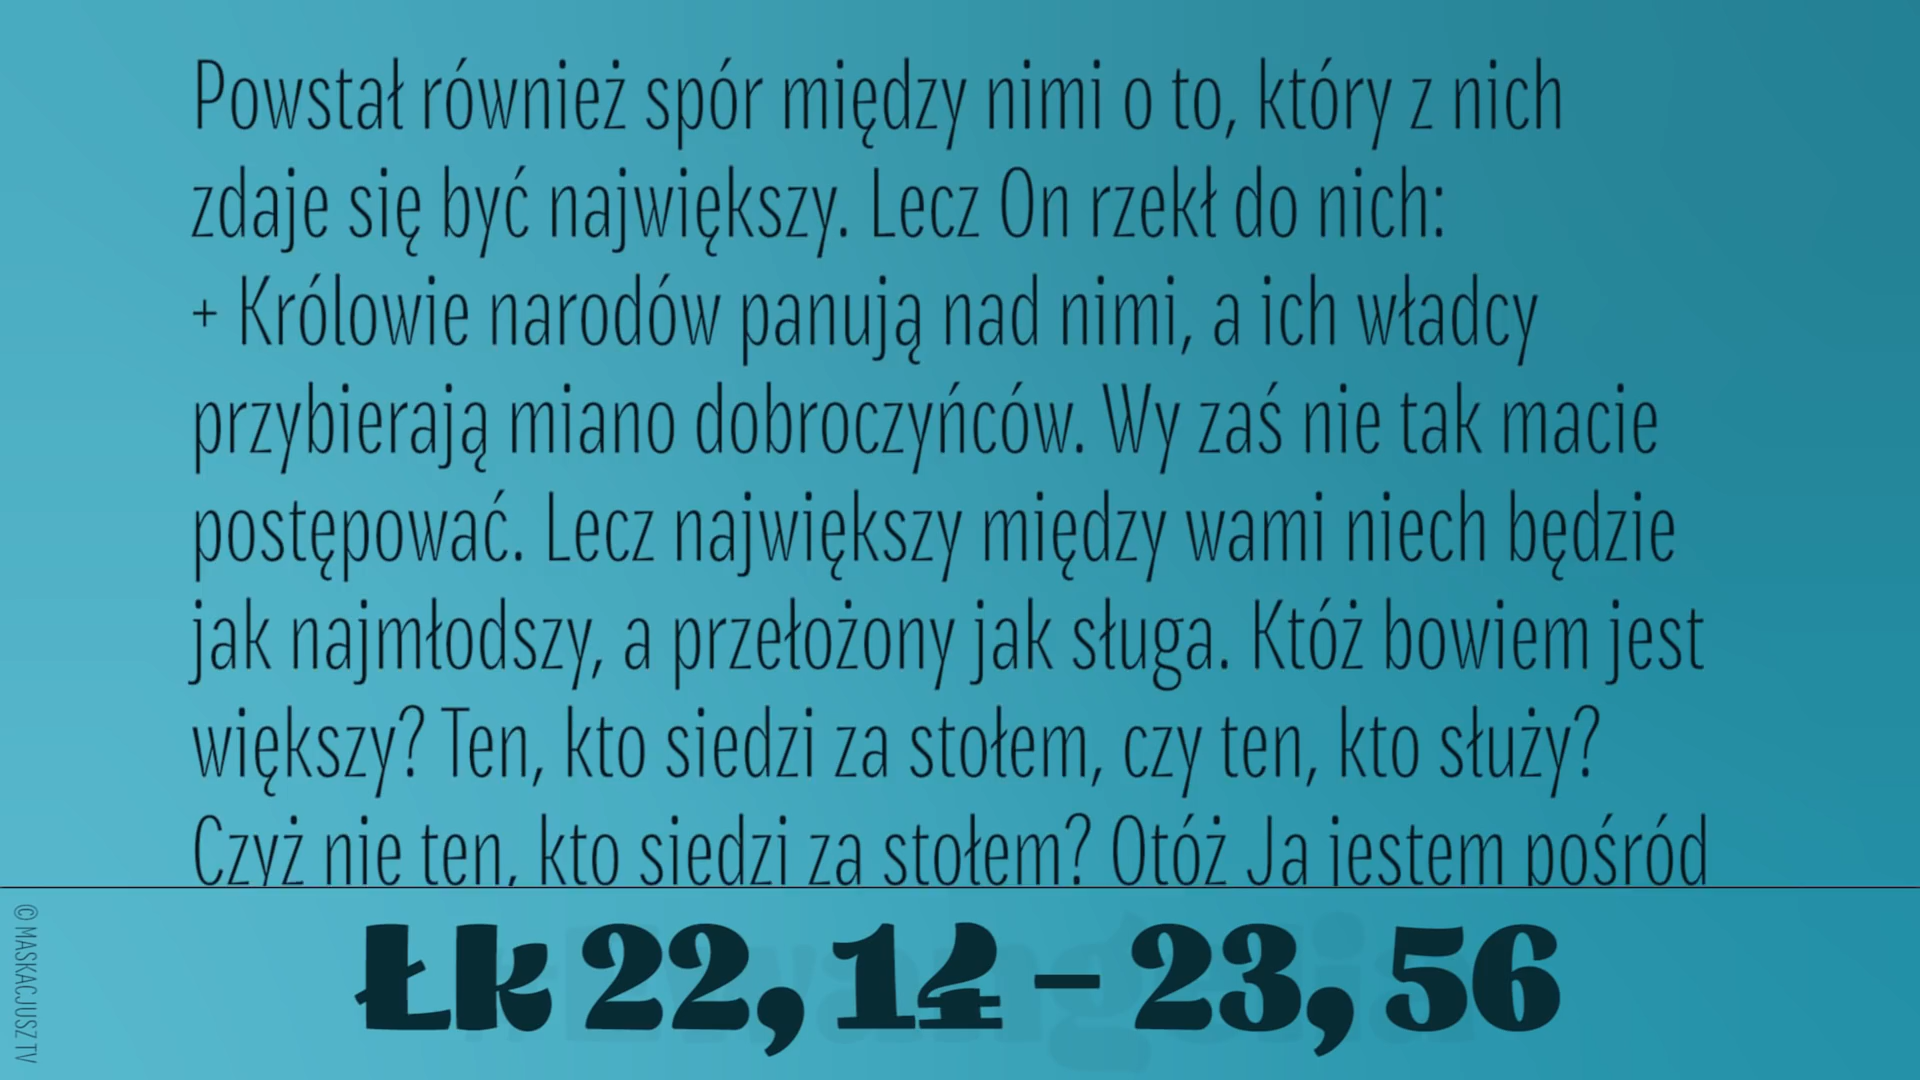 Powstał również spór między nimi o to, który z nich
zdaje się być największy. Lecz On rzekł do nich:
+ Królowie narodów panują nad nimi, a ich władcy
przybierają miano dobroczyńców. Wy zaś nie tak macie
postępować. Lecz największy między wami niech będzie
jak najmłodszy, a przełożony jak sługa. Któż bowiem jest
większy? Ten, kto siedzi za stołem, czy ten, kto służy?
Czyż nie ten, kto siedzi za stołem? Otóż Ja jestem pośród
Łk 22, 14 – 23, 56
© MASKACJUSZ TV